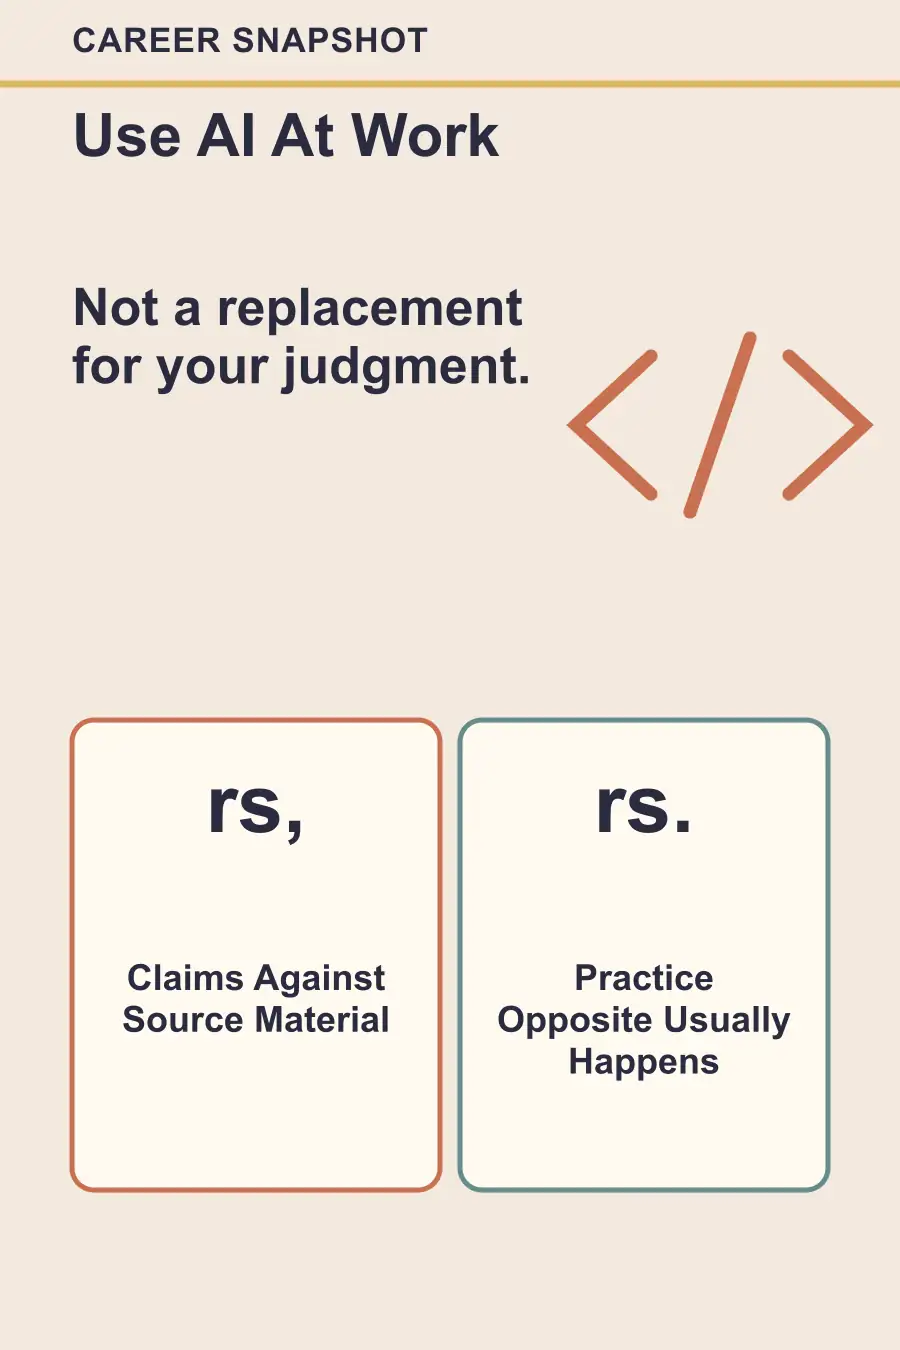 CAREER SNAPSHOT
Use AI At Work
Not a replacement
for your judgment.
</>
rs,
Claims Against
Source Material
rs.
Practice
Opposite Usually
Happens